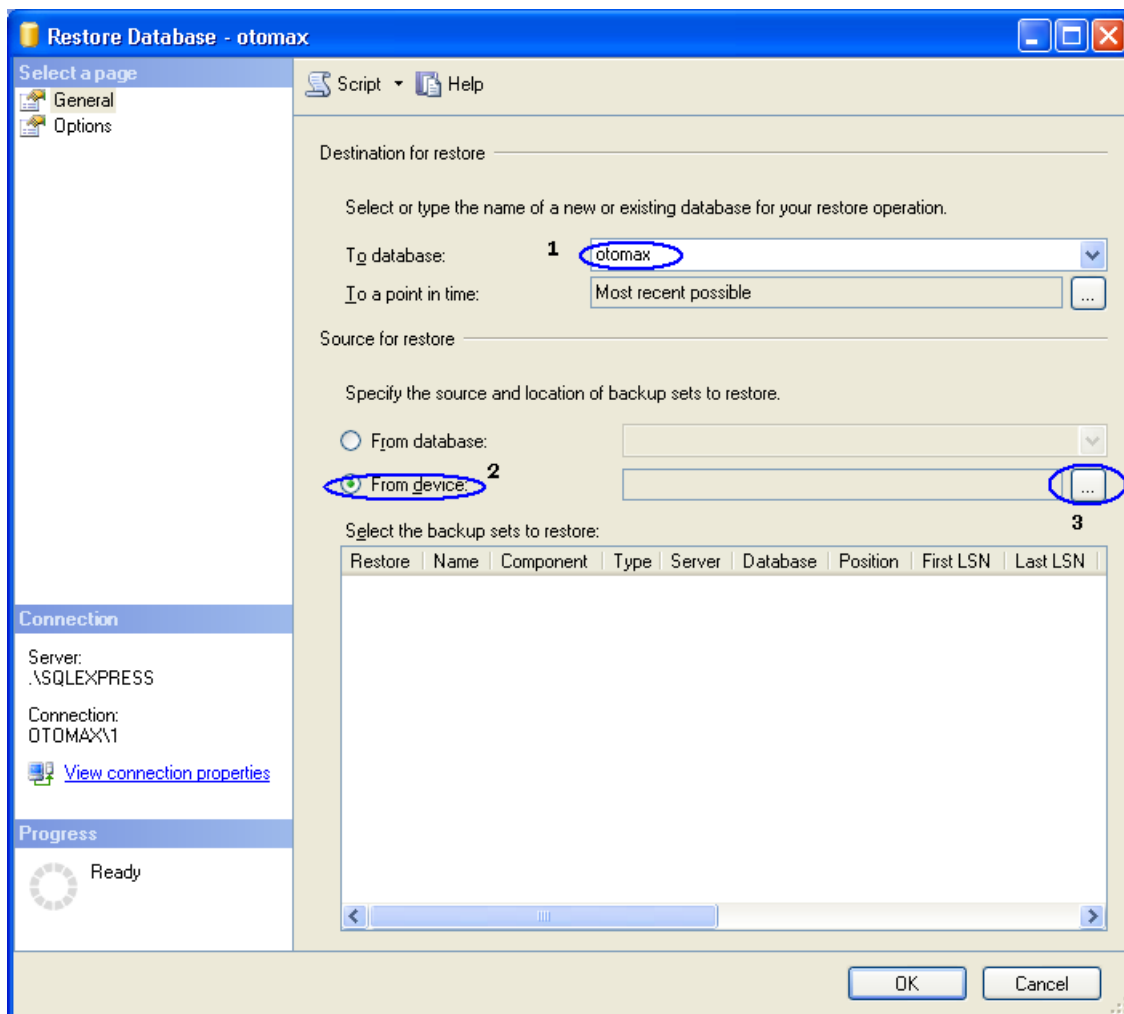 Restore Database - otomax
Select a page
General
Options
Script
Help
Destination for restore
Select or type the name of a new or existing database for your restore operation.
To database:
1
otomax
To a point in time:
Most recent possible
...
Source for restore
Specify the source and location of backup sets to restore.
From database:
From device:
2
...
3
Select the backup sets to restore:
Restore Name Component Type Server Database Position First LSN Last LSN
Connection
Server:
.\SQLEXPRESS
Connection:
OTOMAX\1
View connection properties
Progress
Ready
OK
Cancel